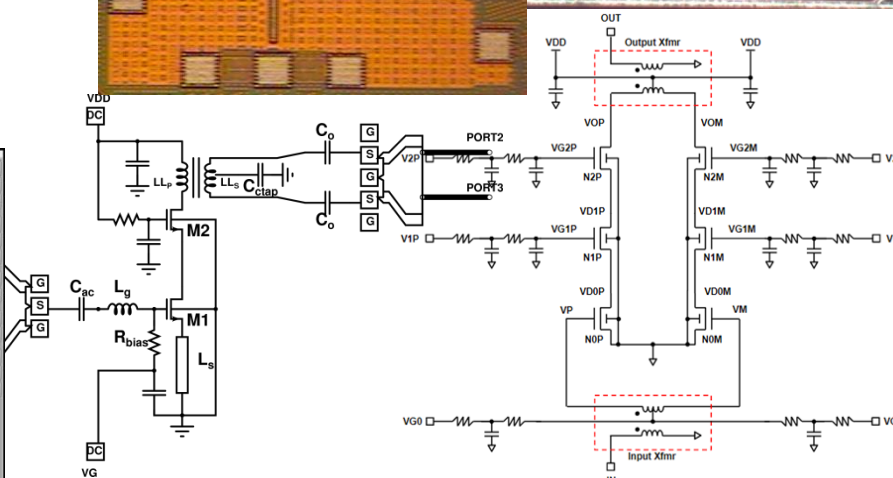 OUT
VDD
Output Xfmr
VDD
VDD
DC
VOP
VOM
C₀
G
PORT2
S
V2P
VG2P
VG2M
LLP
LLS
Cctap
G
N2P
N2M
PORT3
S
C₀
G
VD1P
VD1M
M2
V1P
VG1P
VG1M
N1P
N1M
G
Cac
Lg
VD0P
VD0M
S
VP
VM
M1
G
N0P
N0M
Rbias
Ls
VG0
Input Xfmr
DC
VG